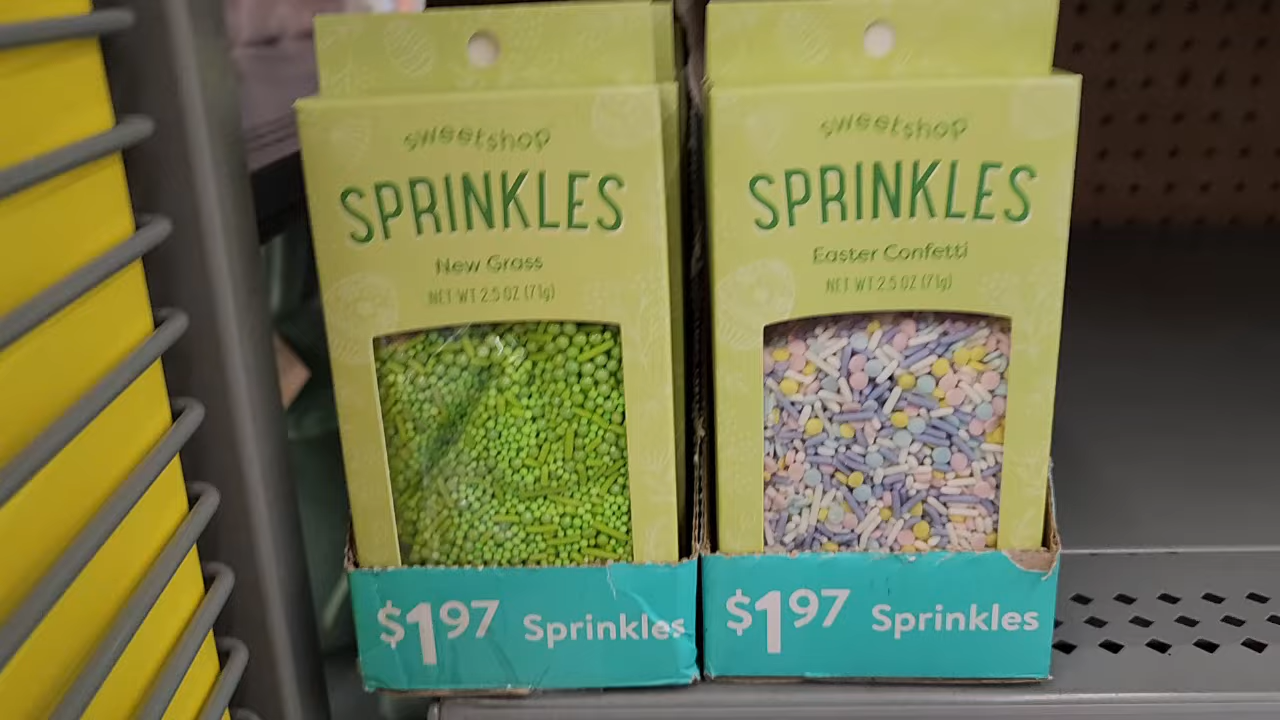 sweetshop
SPRINKLES
New Grass
NET WT 2.5 OZ (71g)
$197 Sprinkles
sweetshop
SPRINKLES
Easter Confetti
NET WT 2.5 OZ (71g)
$197 Sprinkles